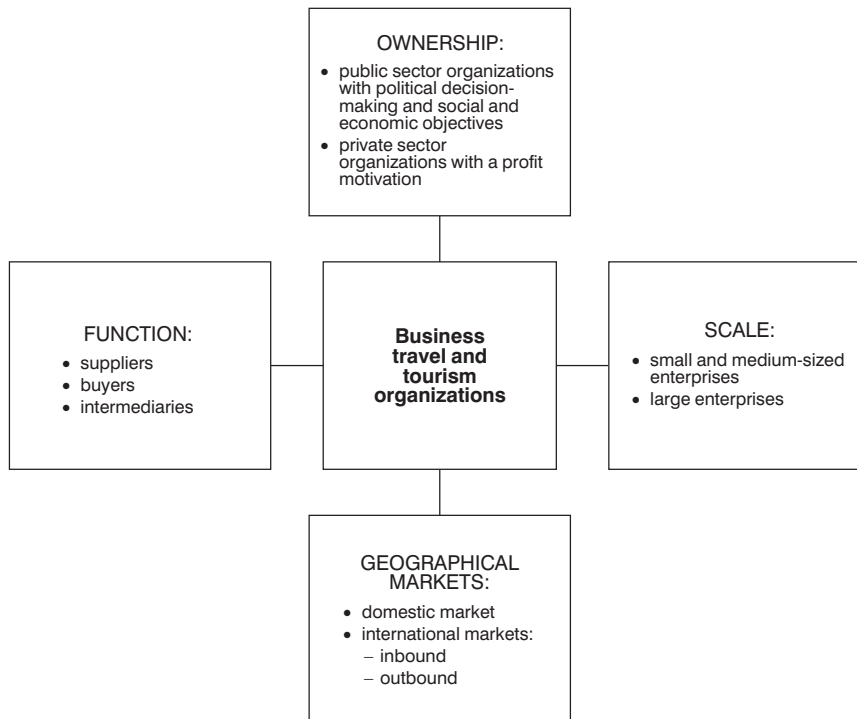 OWNERSHIP:
• public sector organizations
with political decision-
making and social and
economic objectives
• private sector
organizations with a profit
motivation
FUNCTION:
• suppliers
• buyers
• intermediaries
Business
travel and
tourism
organizations
SCALE:
• small and medium-sized
enterprises
• large enterprises
GEOGRAPHICAL
MARKETS:
• domestic market
• international markets:
– inbound
– outbound